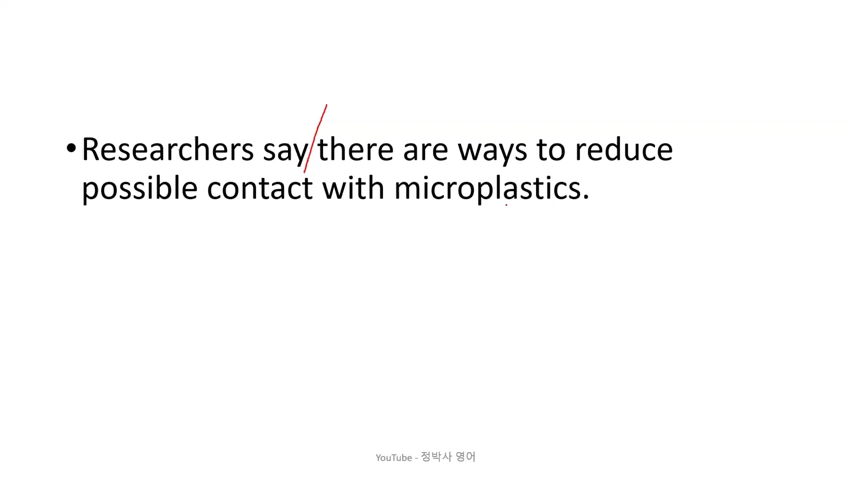 •Researchers say there are ways to reduce
possible contact with microplastics.
YouTube - 정박사 영어